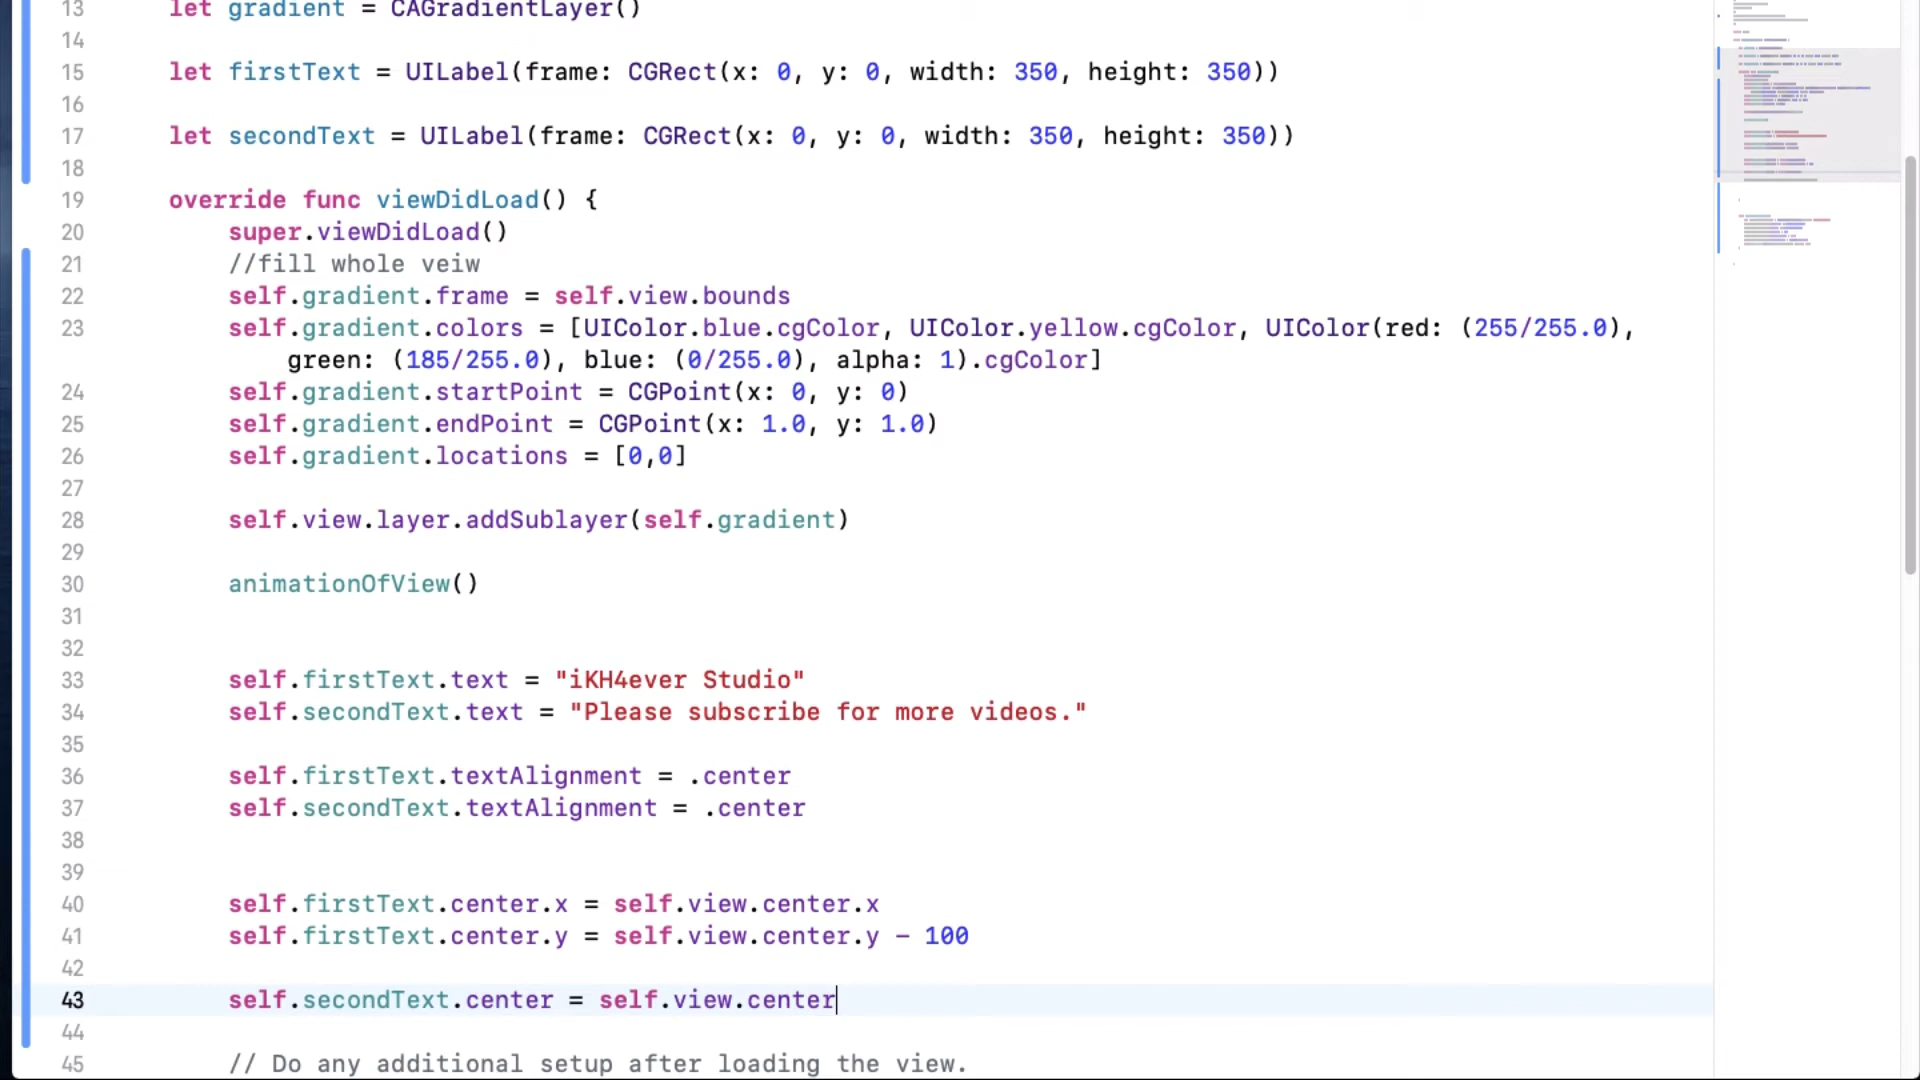 13 let gradient = CAGradientLayer()
14
15 let firstText = UILabel(frame: CGRect(x: 0, y: 0, width: 350, height: 350))
16
17 let secondText = UILabel(frame: CGRect(x: 0, y: 0, width: 350, height: 350))
18
19 override func viewDidLoad() {
20 super.viewDidLoad()
21 //fill whole veiw
22 self.gradient.frame = self.view.bounds
23 self.gradient.colors = [UIColor.blue.cgColor, UIColor.yellow.cgColor, UIColor(red: (255/255.0),
green: (185/255.0), blue: (0/255.0), alpha: 1).cgColor]
24 self.gradient.startPoint = CGPoint(x: 0, y: 0)
25 self.gradient.endPoint = CGPoint(x: 1.0, y: 1.0)
26 self.gradient.locations = [0,0]
27
28 self.view.layer.addSublayer(self.gradient)
29
30 animationOfView()
31
32
33 self.firstText.text = "iKH4ever Studio"
34 self.secondText.text = "Please subscribe for more videos."
35
36 self.firstText.textAlignment = .center
37 self.secondText.textAlignment = .center
38
39
40 self.firstText.center.x = self.view.center.x
41 self.firstText.center.y = self.view.center.y - 100
42
43 self.secondText.center = self.view.center
44
45 // Do any additional setup after loading the view.